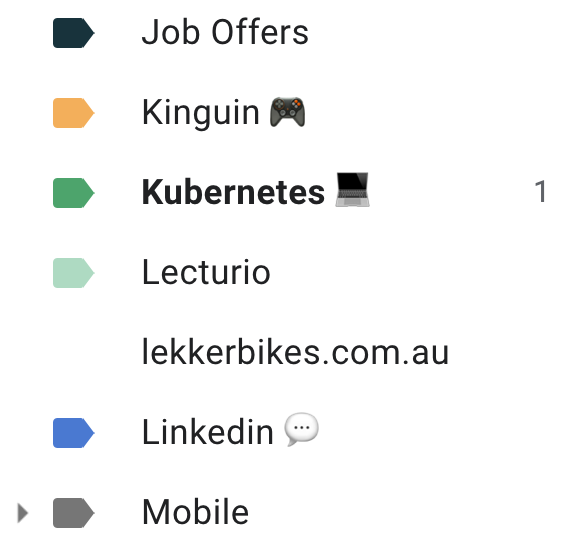 Job Offers
Kinguin 🎮
Kubernetes 💻 1
Lecturio
lekkerbikes.com.au
Linkedin 💬
Mobile